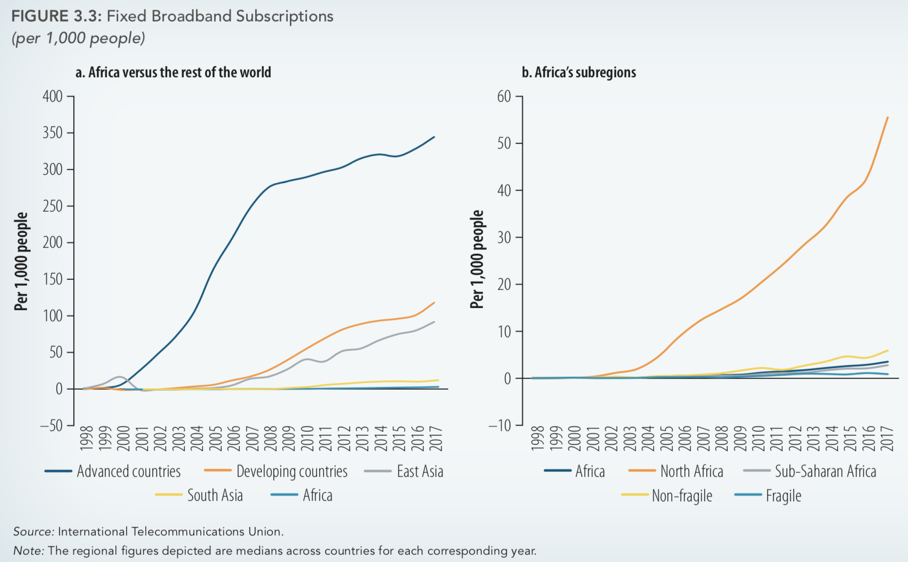 FIGURE 3.3: Fixed Broadband Subscriptions
(per 1,000 people)
a. Africa versus the rest of the world
400
350
300
250
200
150
100
50
0
–50
Per 1,000 people
1998 1999 2000 2001 2002 2003 2004 2005 2006 2007 2008 2009 2010 2011 2012 2013 2014 2015 2016 2017
Advanced countries Developing countries East Asia
South Asia Africa
b. Africa's subregions
60
50
40
30
20
10
0
–10
Per 1,000 people
1998 1999 2000 2001 2002 2003 2004 2005 2006 2007 2008 2009 2010 2011 2012 2013 2014 2015 2016 2017
Africa North Africa Sub-Saharan Africa
Non-fragile Fragile
Source: International Telecommunications Union.
Note: The regional figures depicted are medians across countries for each corresponding year.